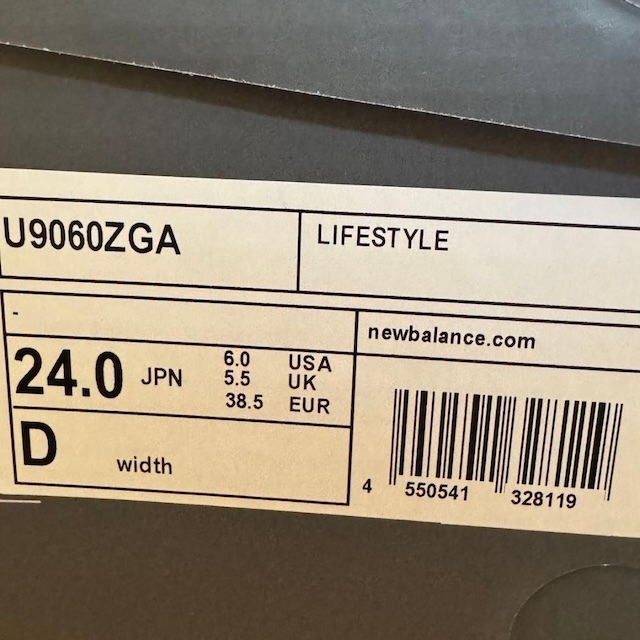 U9060ZGA
LIFESTYLE
-
newbalance.com
24.0 JPN
6.0 USA
5.5 UK
38.5 EUR
D width
4 550541 328119